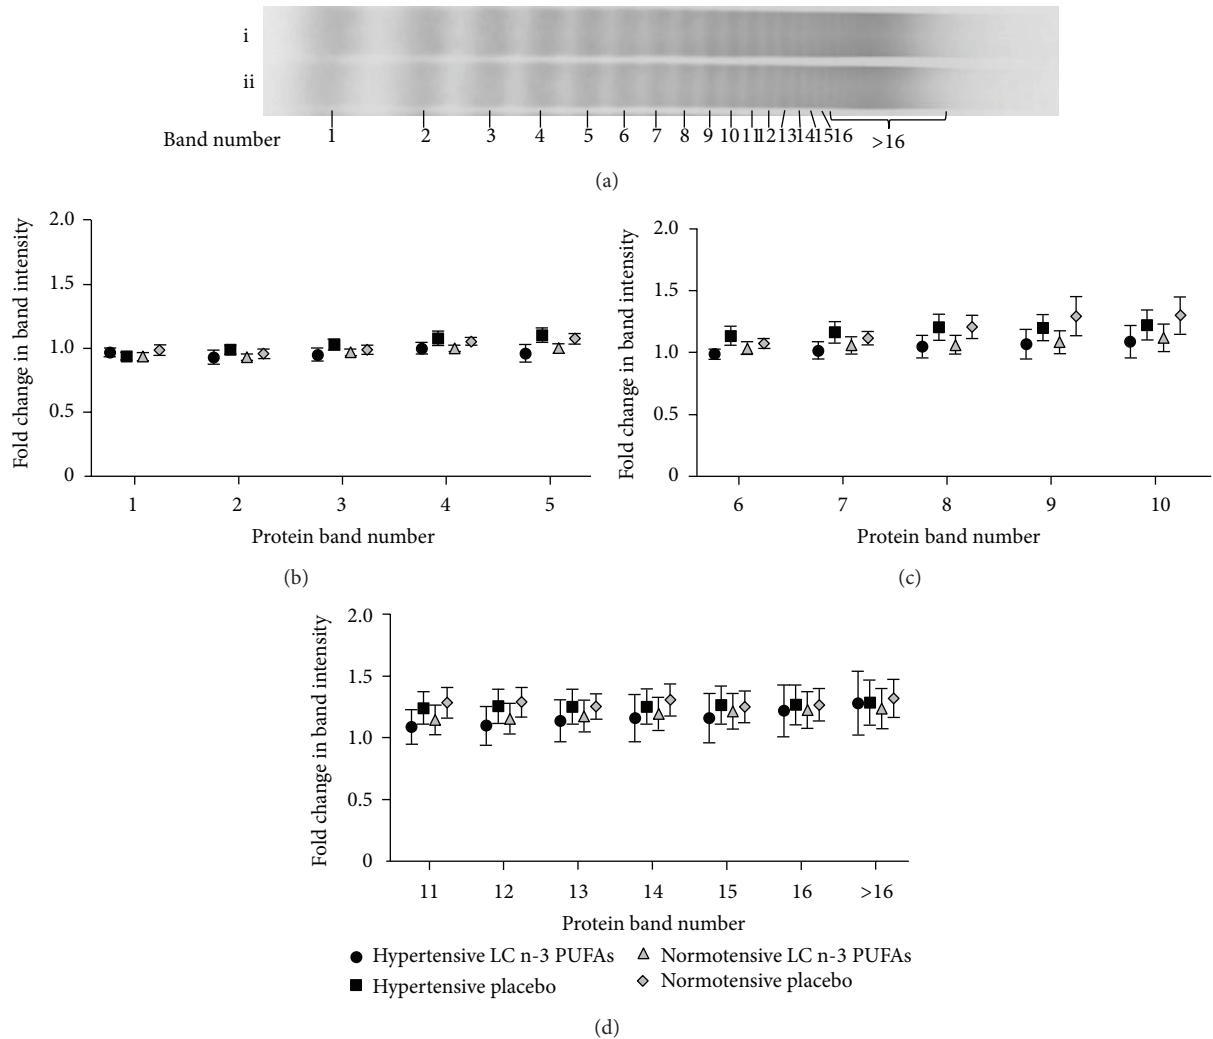 i
ii
Band number 1 2 3 4 5 6 7 8 9 10 11 12 13 14 15 16 >16
(a)
2.0
1.5
1.0
0.5
0
Fold change in band intensity
1 2 3 4 5
Protein band number
(b)
2.0
1.5
1.0
0.5
0
Fold change in band intensity
6 7 8 9 10
Protein band number
(c)
2.0
1.5
1.0
0.5
0
Fold change in band intensity
11 12 13 14 15 16 >16
Protein band number
Hypertensive LC n-3 PUFAs
Hypertensive placebo
Normotensive LC n-3 PUFAs
Normotensive placebo
(d)